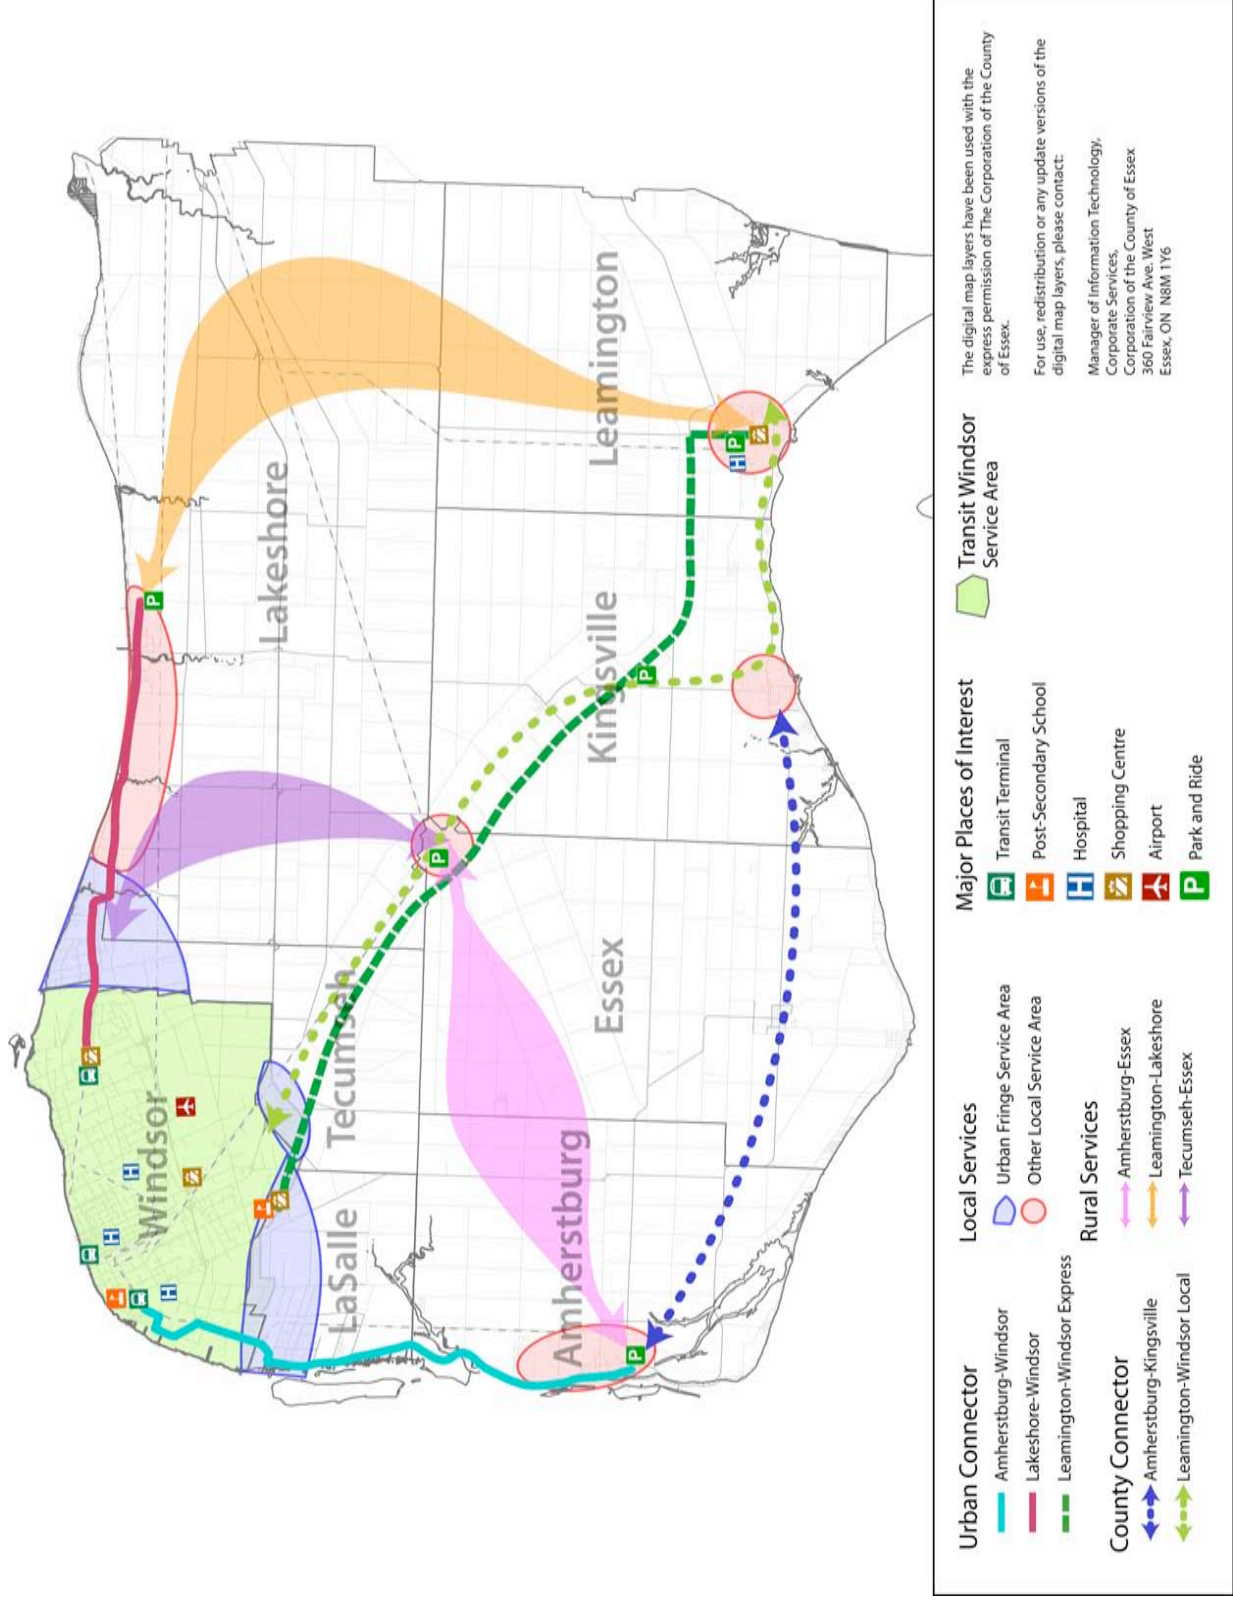 Windsor
LaSalle
Tecumseh
Lakeshore
Amherstburg
Essex
Kingsville
Leamington
H
H
H
H
P
P
P
P
P
Urban Connector
Amherstburg-Windsor
Lakeshore-Windsor
Leamington-Windsor Express
County Connector
Amherstburg-Kingsville
Leamington-Windsor Local
Local Services
Urban Fringe Service Area
Other Local Service Area
Rural Services
Amherstburg-Essex
Leamington-Lakeshore
Tecumseh-Essex
Major Places of Interest
Transit Terminal
Post-Secondary School
H Hospital
Shopping Centre
Airport
P Park and Ride
Transit Windsor
Service Area
The digital map layers have been used with the
express permission of The Corporation of the County
of Essex.
For use, redistribution or any update versions of the
digital map layers, please contact:
Manager of Information Technology,
Corporate Services,
Corporation of the County of Essex
360 Fairview Ave. West
Essex, ON N8M 1Y6